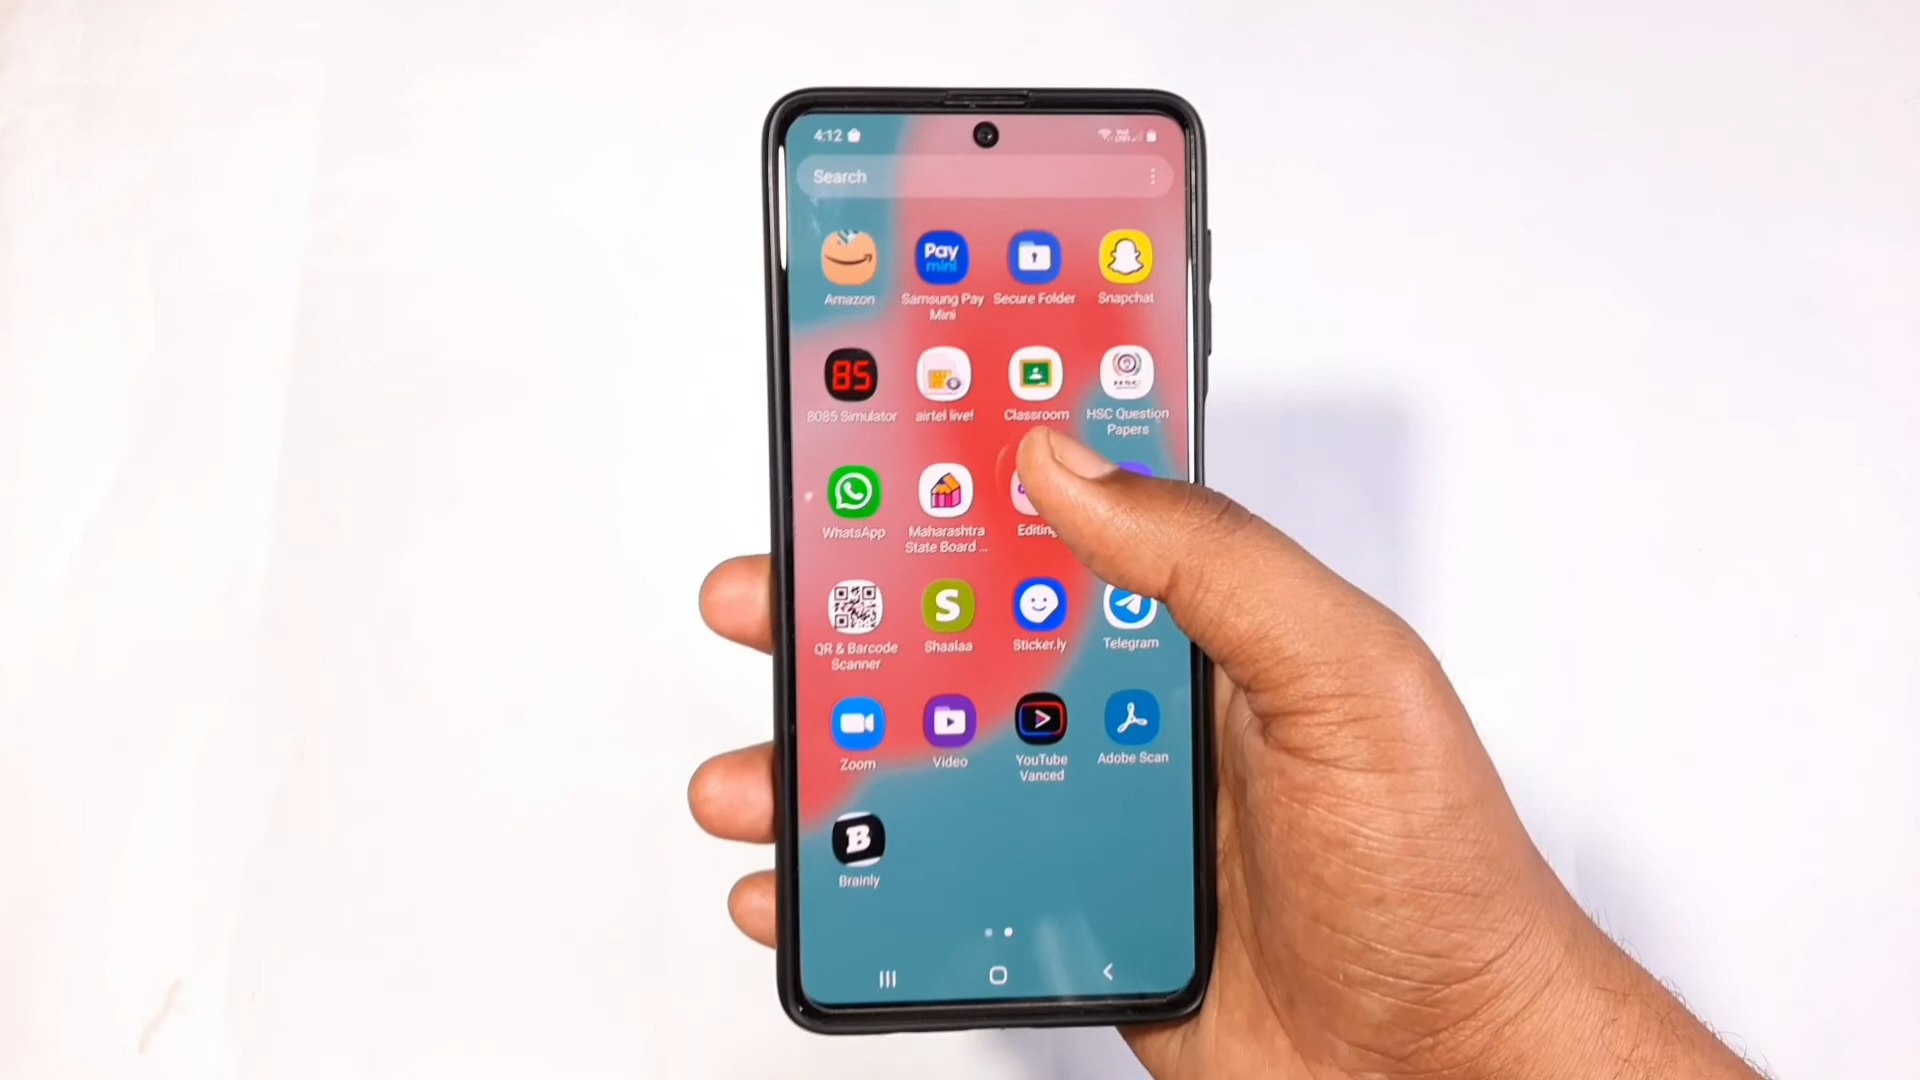 4:12
Search
Pay
mini
Amazon
Samsung Pay
Mini
Secure Folder
Snapchat
85
HSC
8085 Simulator
airtel live!
Classroom
HSC Question
Papers
WhatsApp
Maharashtra
State Board ...
Editing
S
QR & Barcode
Scanner
Shaalaa
Sticker.ly
Telegram
Zoom
Video
YouTube
Vanced
Adobe Scan
B
Brainly